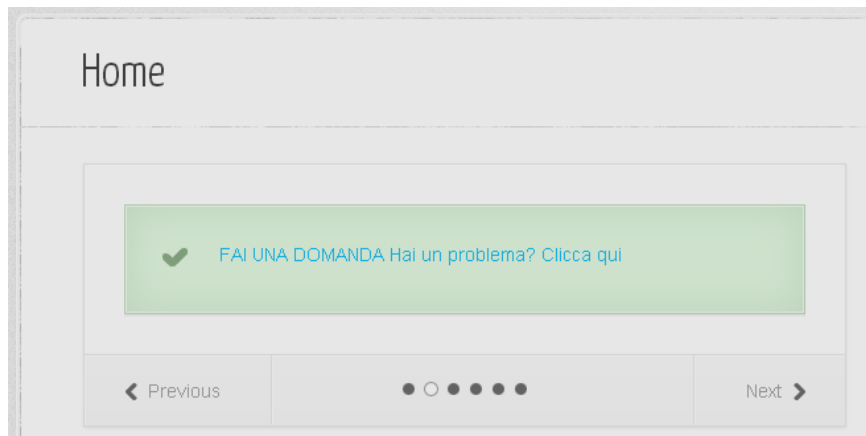 Home
FAI UNA DOMANDA Hai un problema? Clicca qui
Previous
Next